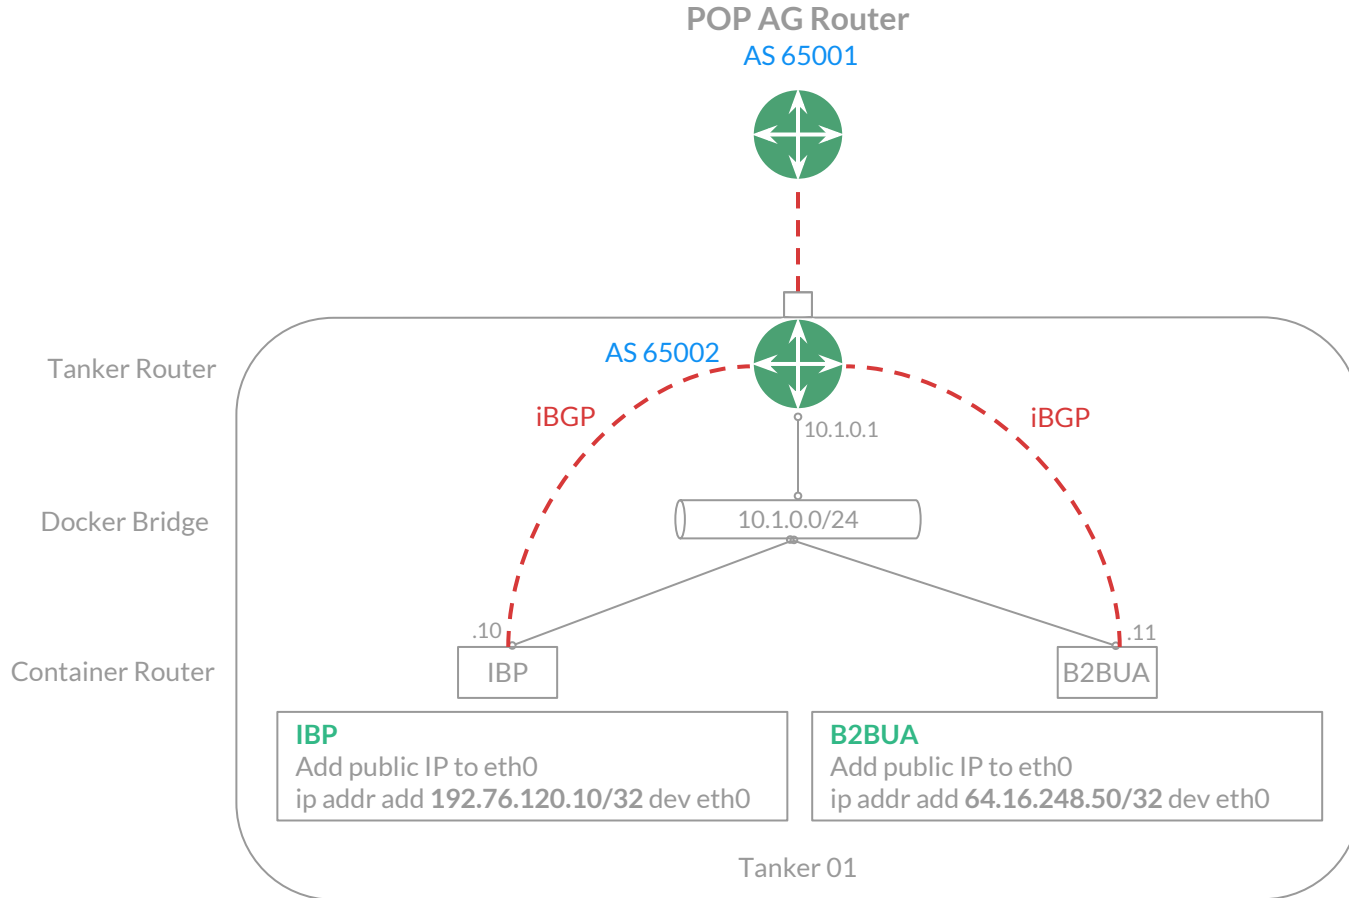 POP AG Router
AS 65001
Tanker Router
AS 65002
iBGP
iBGP
10.1.0.1
Docker Bridge
10.1.0.0/24
.10
.11
Container Router
IBP
B2BUA
IBP
Add public IP to eth0
ip addr add 192.76.120.10/32 dev eth0
B2BUA
Add public IP to eth0
ip addr add 64.16.248.50/32 dev eth0
Tanker 01